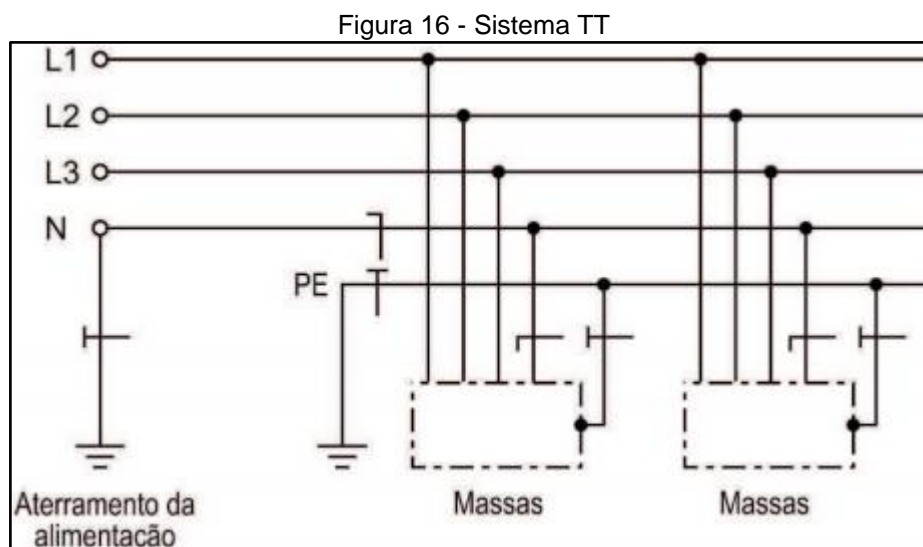 Figura 16 - Sistema TT
L1
L2
L3
N
PE
Aterramento da
alimentação
Massas
Massas